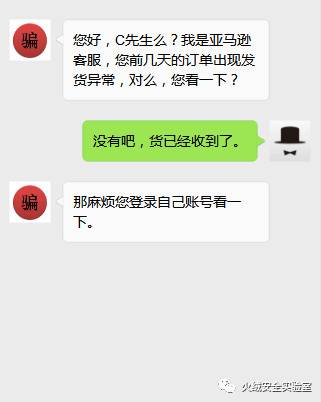 骗
您好，C先生么？我是亚马逊
客服，您前几天的订单出现发
货异常，对么，您看一下？
没有吧，货已经收到了。
骗
那麻烦您登录自己账号看一
下。
火绒安全实验室